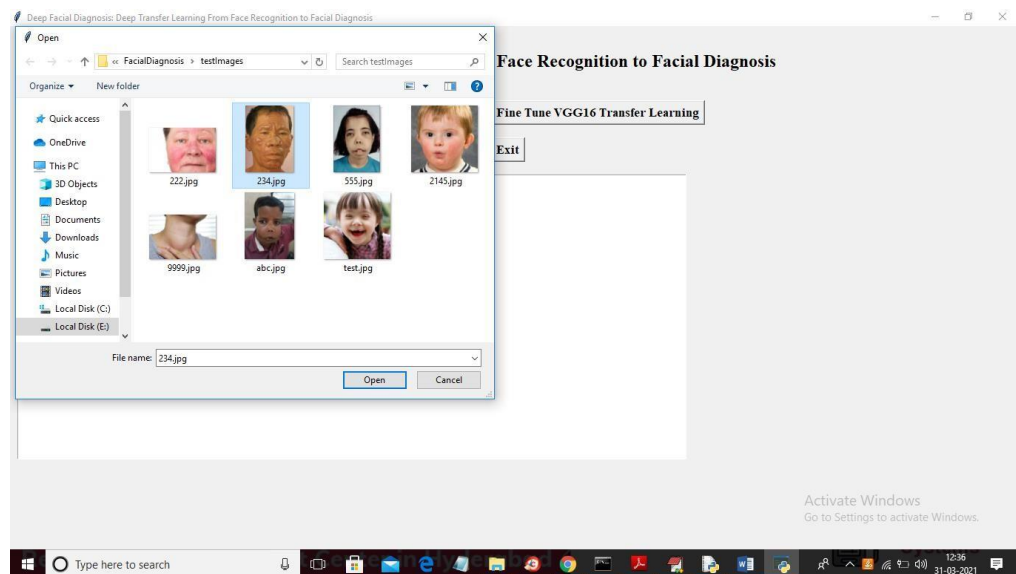 Deep Facial Diagnosis: Deep Transfer Learning From Face Recognition to Facial Diagnosis
Open
« FacialDiagnosis › testImages
Search testImages
Face Recognition to Facial Diagnosis
Organize
New folder
Fine Tune VGG16 Transfer Learning
Exit
Quick access
OneDrive
This PC
3D Objects
Desktop
Documents
Downloads
Music
Pictures
Videos
Local Disk (C:)
Local Disk (E:)
222.jpg
234.jpg
555.jpg
2145.jpg
9999.jpg
abc.jpg
test.jpg
File name:
234.jpg
Open
Cancel
Activate Windows
Go to Settings to activate Windows.
Type here to search
12:36
31-03-2021